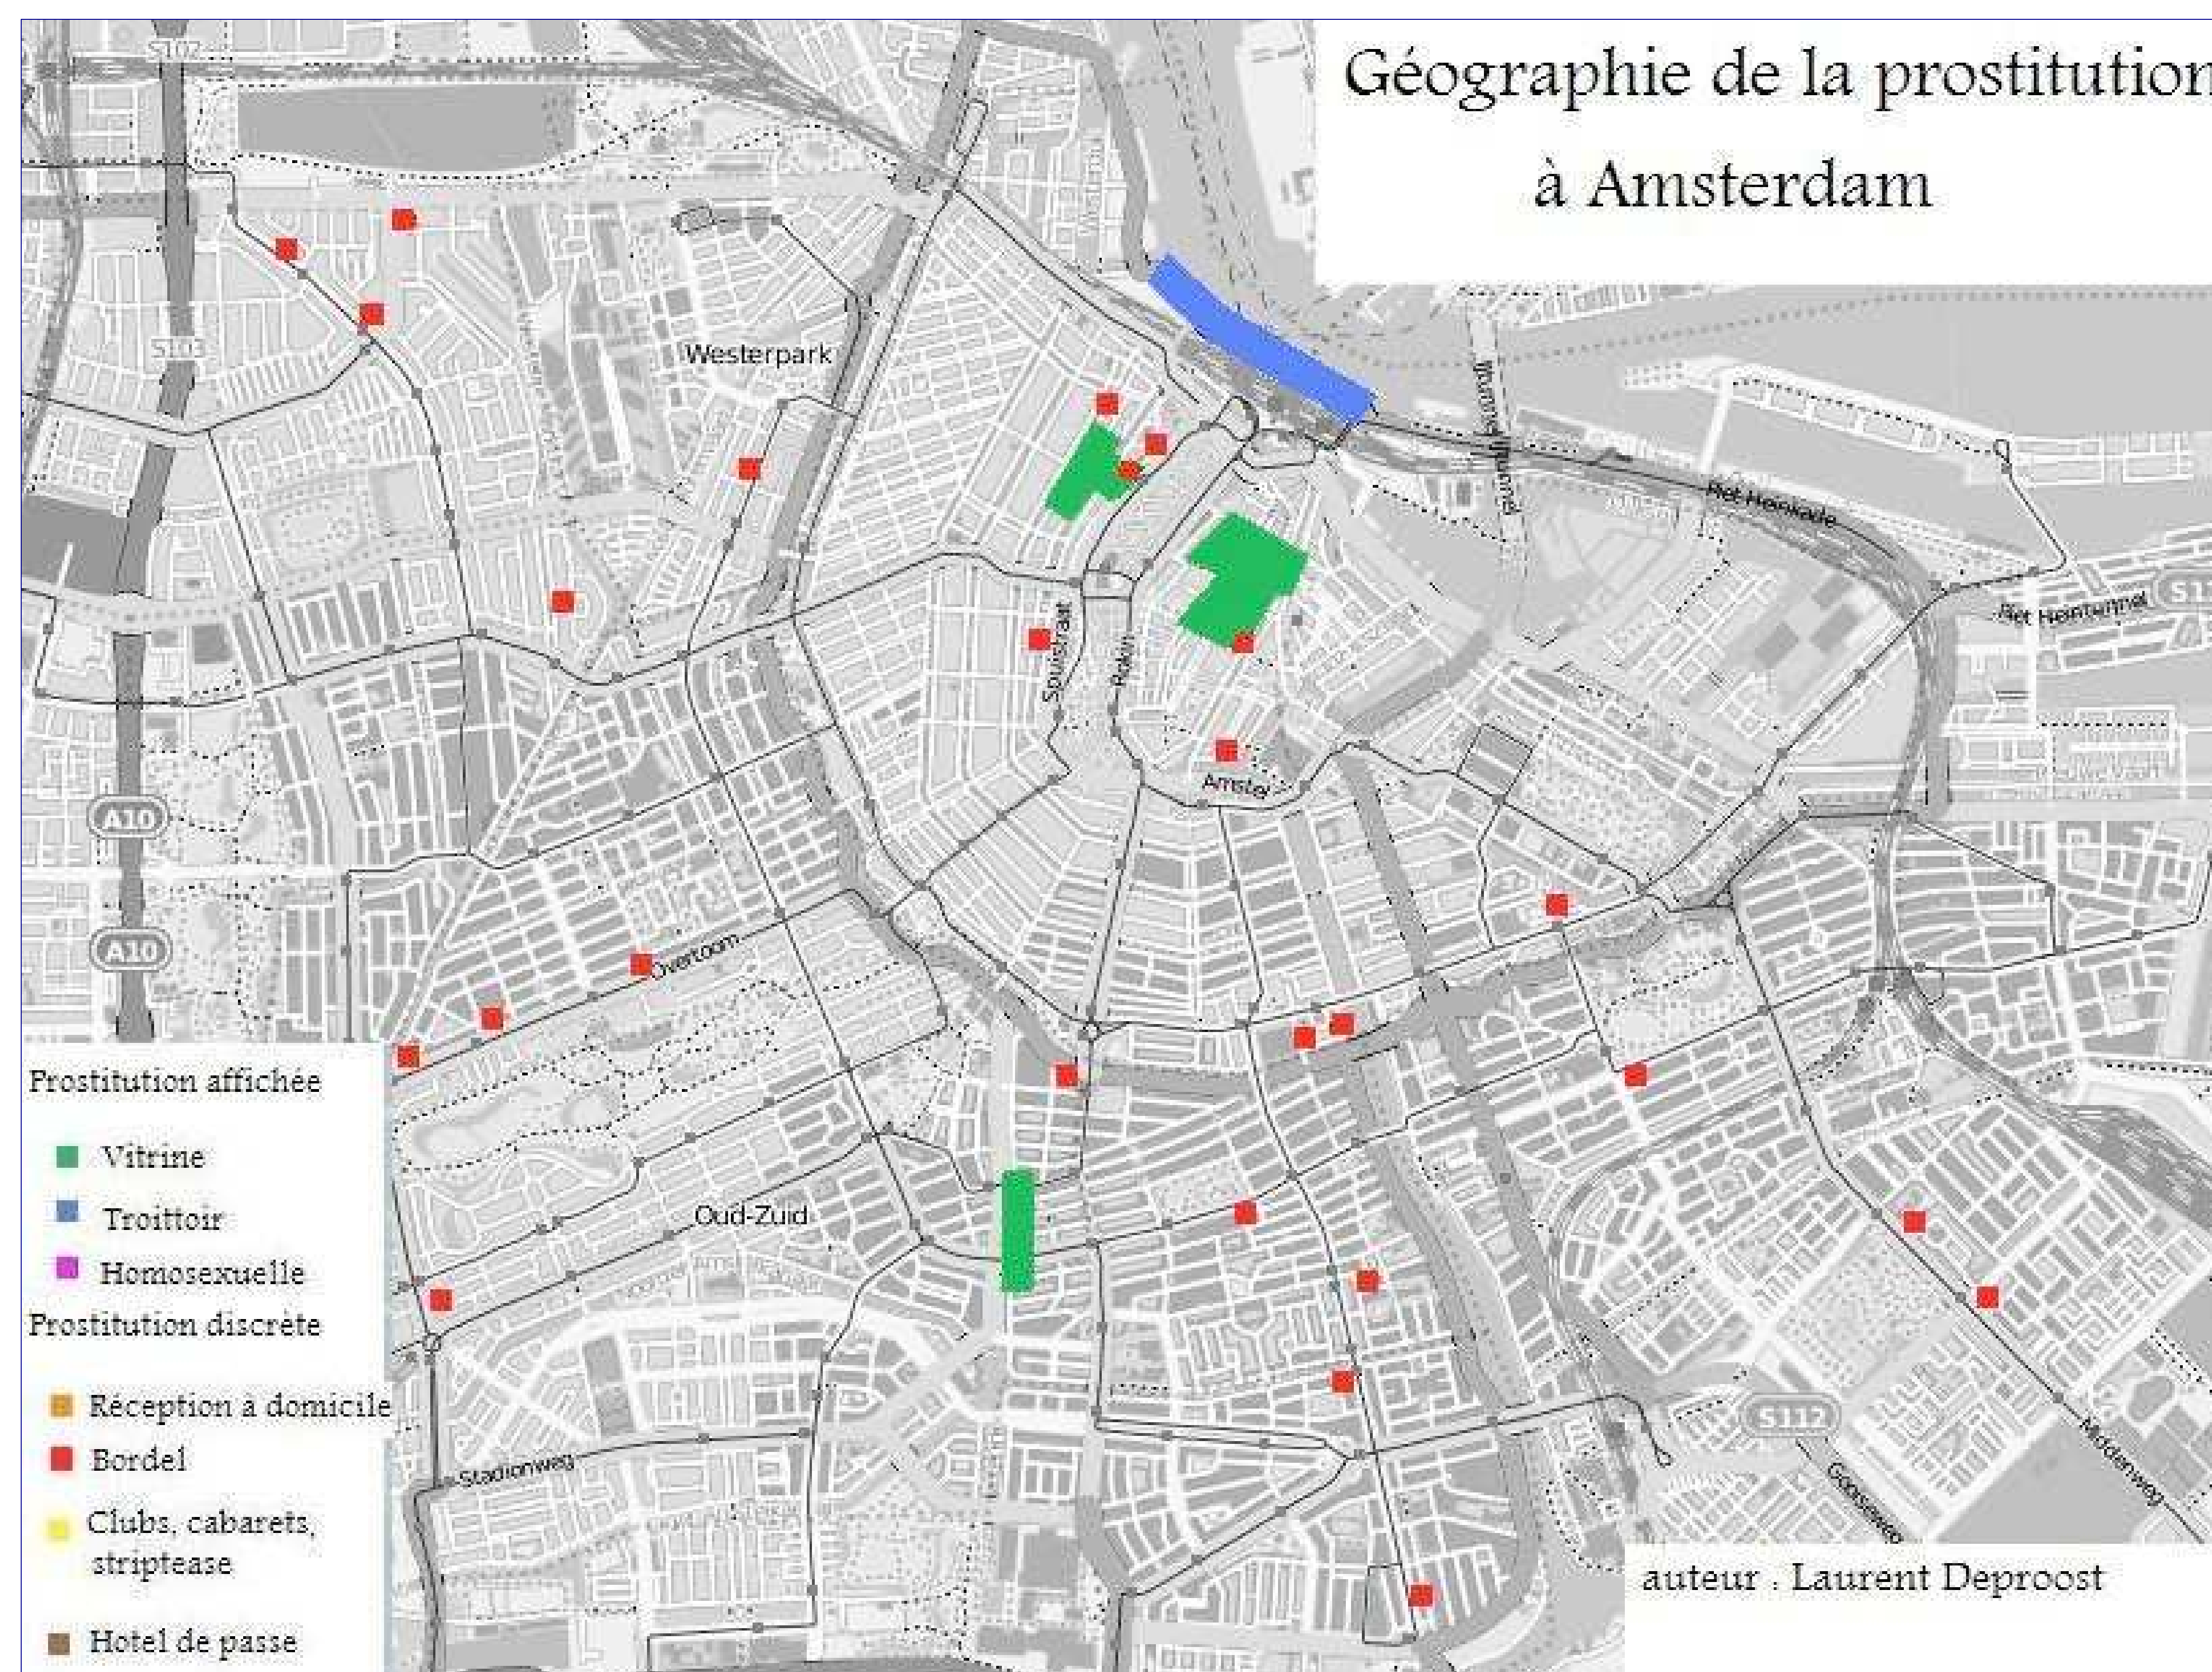 Géographie de la prostitution
à Amsterdam
S102
S103
Westerpark
Piet Heinkade
Piet Heintunnel
Spuistraat
Rokin
Amstel
A10
A10
Overtoom
Oud-Zuid
Stadionweg
S112
Middenweg
Gooiseweg
Prostitution affichée
Vitrine
Troittoir
Homosexuelle
Prostitution discrète
Réception à domicile
Bordel
Clubs, cabarets,
striptease
Hotel de passe
auteur : Laurent Deproost